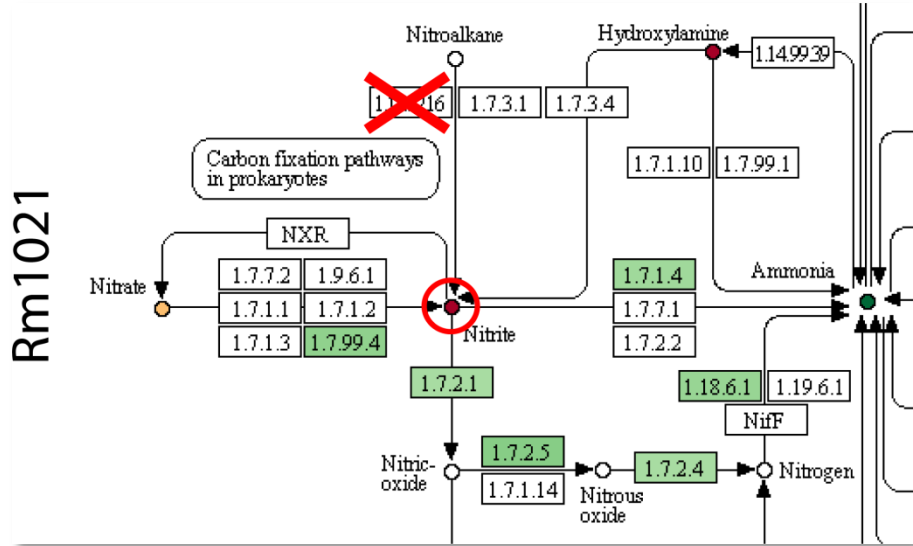 Rm1021
Nitroalkane
Hydroxylamine
1.14.99.39
1.7.3.1
1.7.3.4
Carbon fixation pathways
in prokaryotes
1.7.1.10
1.7.99.1
NXR
Ammonia
Nitrate
1.7.7.2
1.9.6.1
1.7.1.4
1.7.1.1
1.7.1.2
1.7.7.1
Nitrite
1.7.1.3
1.7.99.4
1.7.2.2
1.7.2.1
1.18.6.1
1.19.6.1
NifF
Nitric-
oxide
1.7.2.5
1.7.1.14
Nitrous
oxide
1.7.2.4
Nitrogen